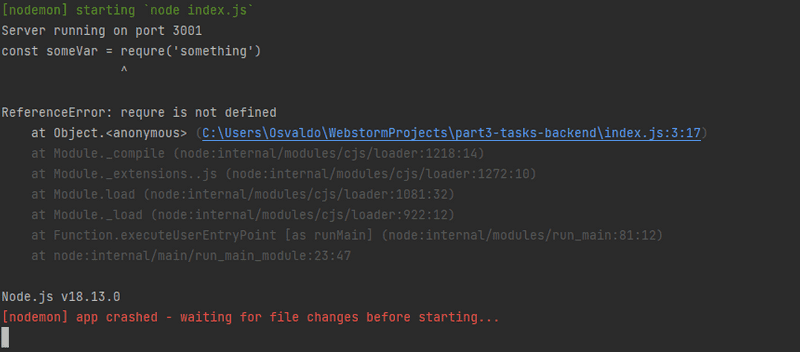 [nodemon] starting `node index.js`
Server running on port 3001
const someVar = requre('something')
^
ReferenceError: requre is not defined
at Object.<anonymous> (C:\Users\Osvaldo\WebstormProjects\part3-tasks-backend\index.js:3:17)
at Module._compile (node:internal/modules/cjs/loader:1218:14)
at Module._extensions..js (node:internal/modules/cjs/loader:1272:10)
at Module.load (node:internal/modules/cjs/loader:1081:32)
at Module._load (node:internal/modules/cjs/loader:922:12)
at Function.executeUserEntryPoint [as runMain] (node:internal/modules/run_main:81:12)
at node:internal/main/run_main_module:23:47
Node.js v18.13.0
[nodemon] app crashed - waiting for file changes before starting...